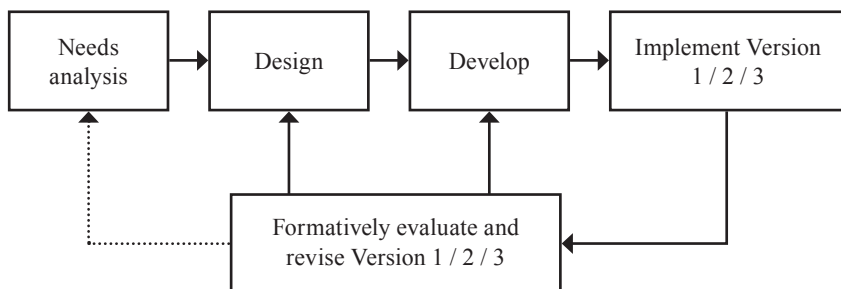 Needs
analysis
Design
Develop
Implement Version
1 / 2 / 3
Formatively evaluate and
revise Version 1 / 2 / 3